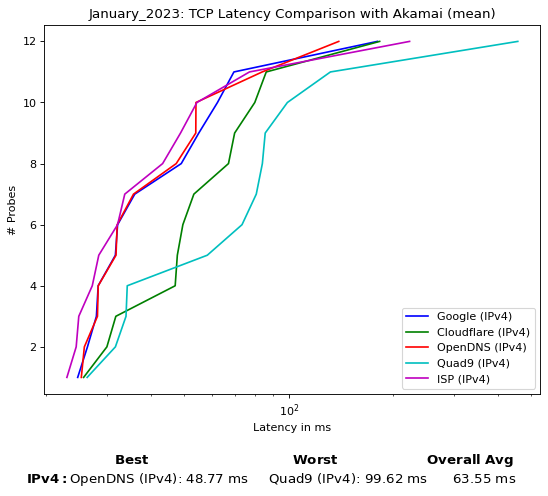 January_2023: TCP Latency Comparison with Akamai (mean)
12
10
8
6
4
2
# Probes
Google (IPv4)
Cloudflare (IPv4)
OpenDNS (IPv4)
Quad9 (IPv4)
ISP (IPv4)
10²
Latency in ms
Best Worst Overall Avg
IPv4: OpenDNS (IPv4): 48.77 ms Quad9 (IPv4): 99.62 ms 63.55 ms